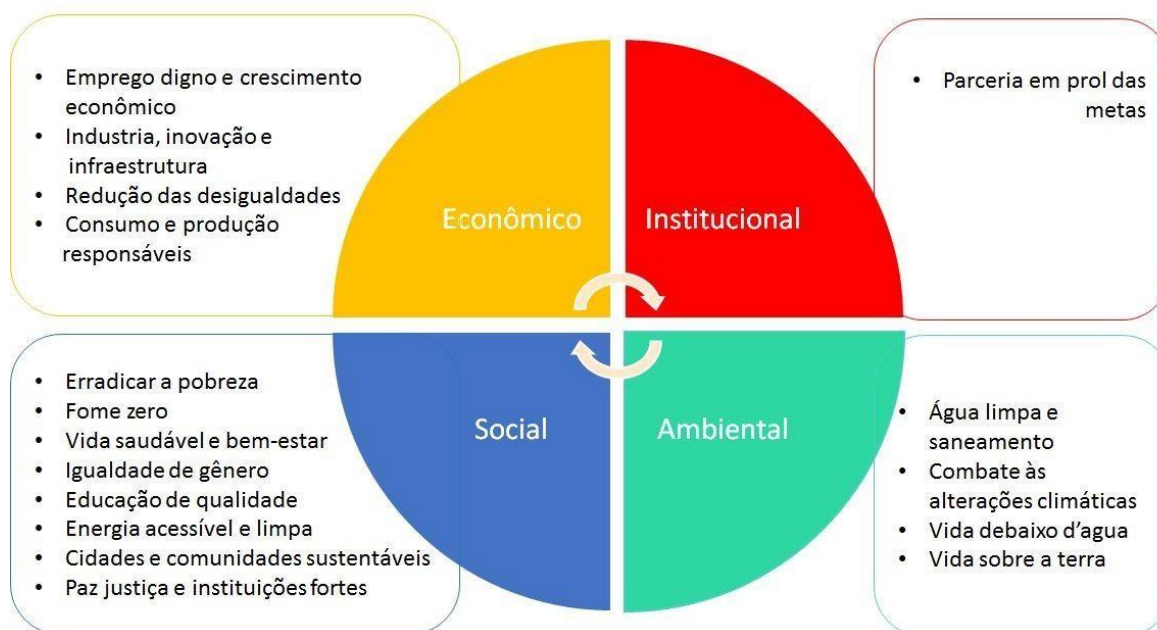 • Emprego digno e crescimento
econômico
• Industria, inovação e
infraestrutura
• Redução das desigualdades
• Consumo e produção
responsáveis
Econômico
Institucional
• Parceria em prol das
metas
• Erradicar a pobreza
• Fome zero
• Vida saudável e bem-estar
• Igualdade de gênero
• Educação de qualidade
• Energia acessível e limpa
• Cidades e comunidades sustentáveis
• Paz justiça e instituições fortes
Social
Ambiental
• Água limpa e
saneamento
• Combate às
alterações climáticas
• Vida debaixo d’agua
• Vida sobre a terra